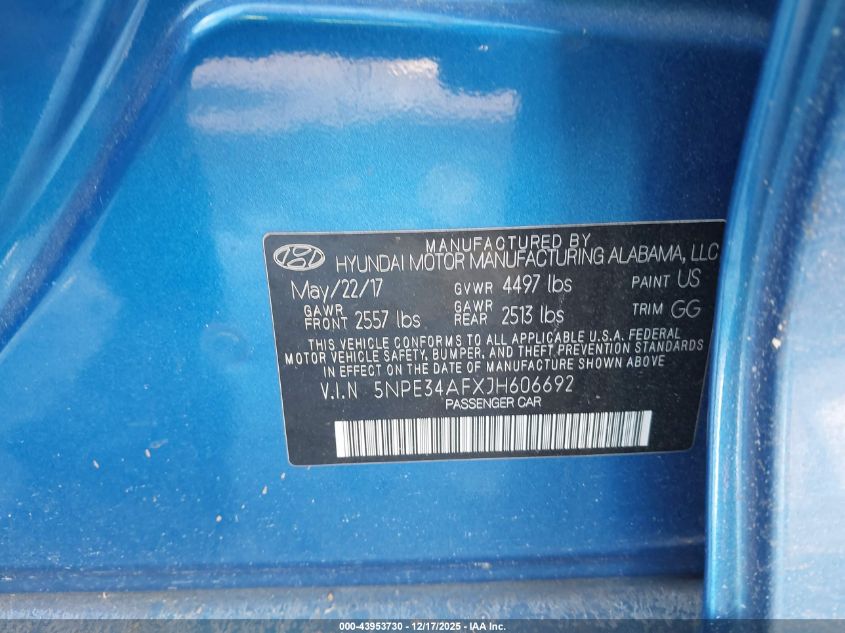 MANUFACTURED BY
HYUNDAI MOTOR MANUFACTURING ALABAMA, LLC
May/22/17 GVWR 4497 lbs PAINT US
GAWR FRONT 2557 lbs GAWR REAR 2513 lbs TRIM GG
THIS VEHICLE CONFORMS TO ALL APPLICABLE U.S.A. FEDERAL
MOTOR VEHICLE SAFETY, BUMPER, AND THEFT PREVENTION STANDARDS
IN EFFECT ON THE DATE OF MANUFACTURE SHOWN ABOVE
V.I.N 5NPE34AFXJH606692
PASSENGER CAR
000-43953730 - 12/17/2025 - IAA Inc.